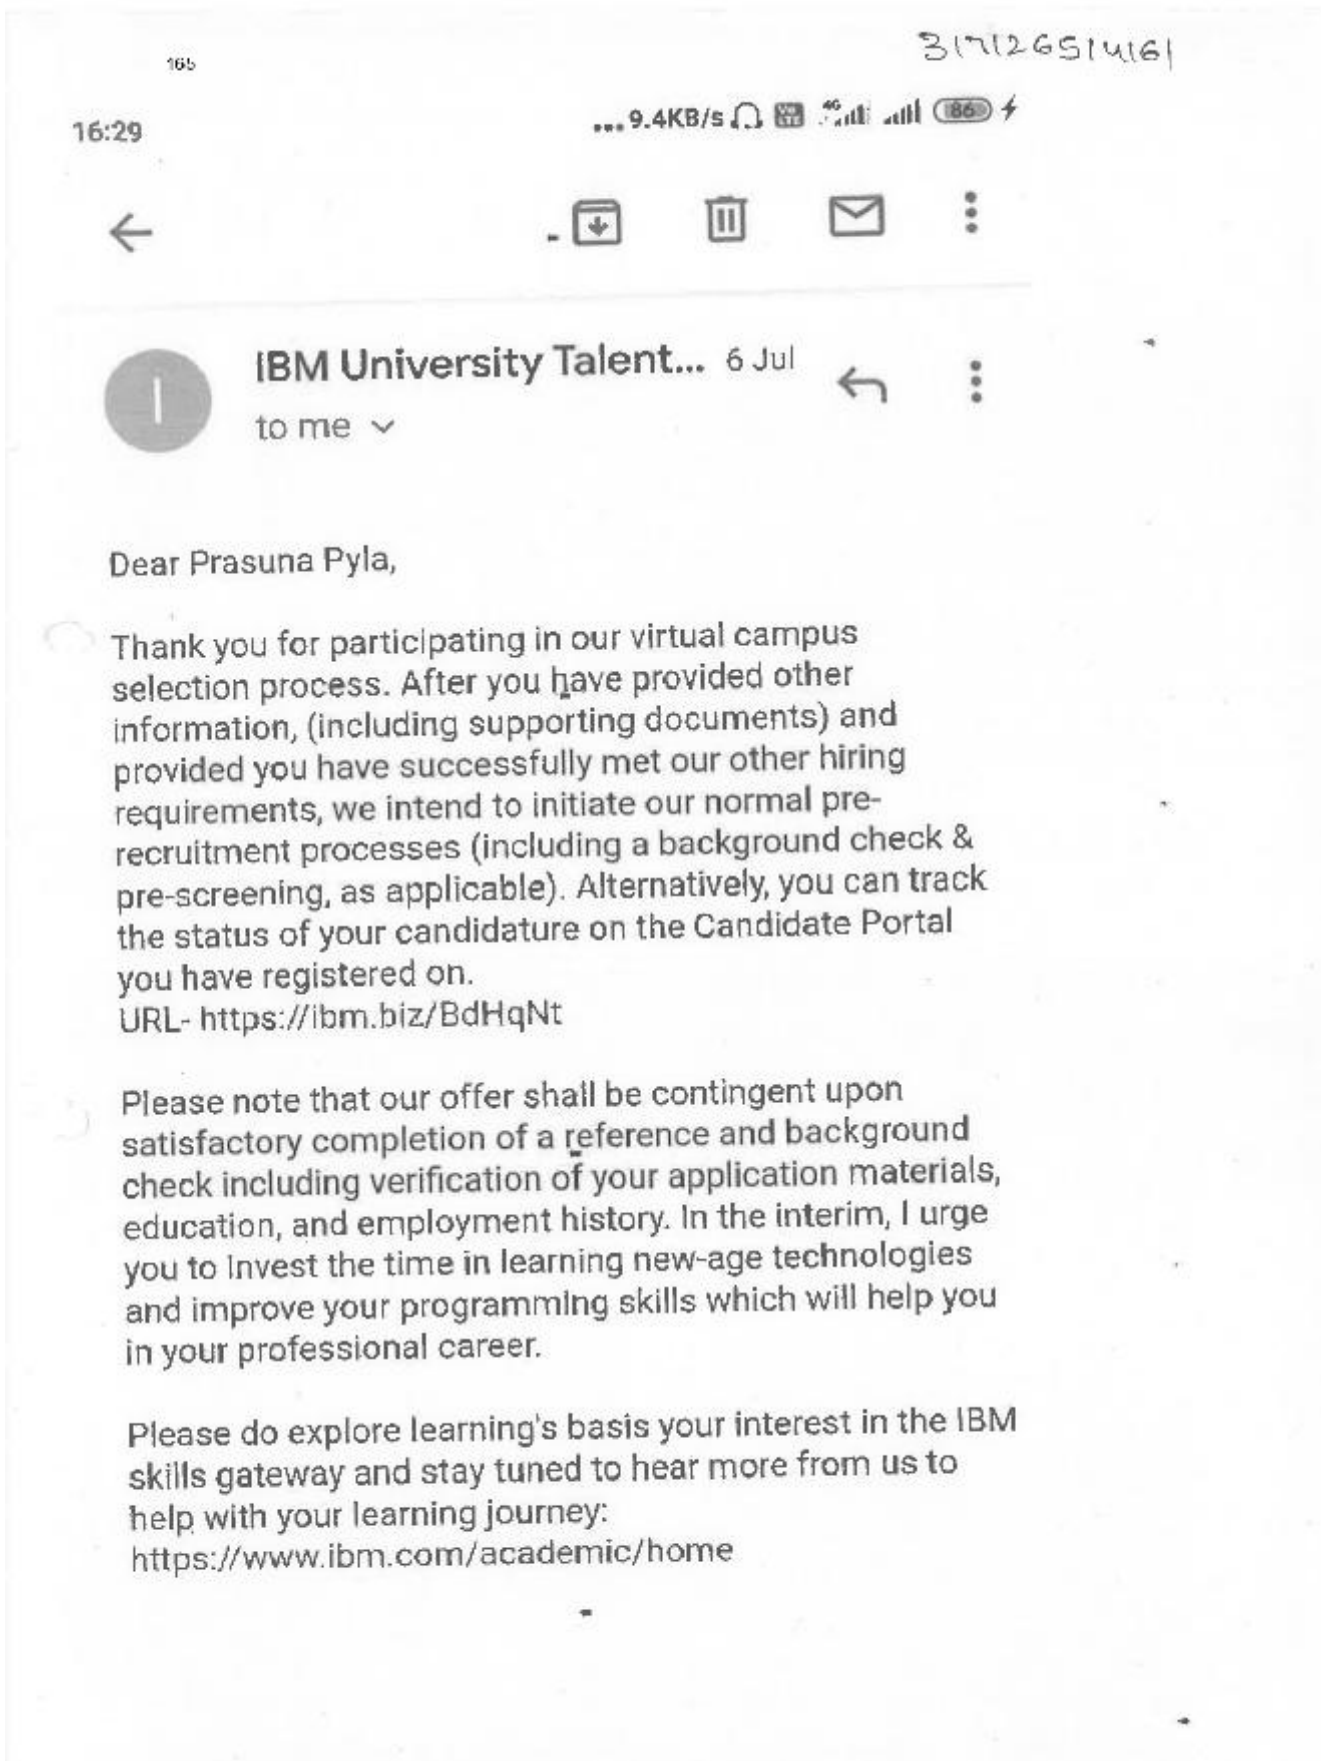 317126514161
165
16:29
...9.4KB/s 4G 86
IBM University Talent... 6 Jul
I
to me
Dear Prasuna Pyla,
Thank you for participating in our virtual campus
selection process. After you have provided other
information, (including supporting documents) and
provided you have successfully met our other hiring
requirements, we intend to initiate our normal pre-
recruitment processes (including a background check &
pre-screening, as applicable). Alternatively, you can track
the status of your candidature on the Candidate Portal
you have registered on.
URL- https://ibm.biz/BdHqNt
Please note that our offer shall be contingent upon
satisfactory completion of a reference and background
check including verification of your application materials,
education, and employment history. In the interim, I urge
you to invest the time in learning new-age technologies
and improve your programming skills which will help you
in your professional career.
Please do explore learning's basis your interest in the IBM
skills gateway and stay tuned to hear more from us to
help with your learning journey:
https://www.ibm.com/academic/home